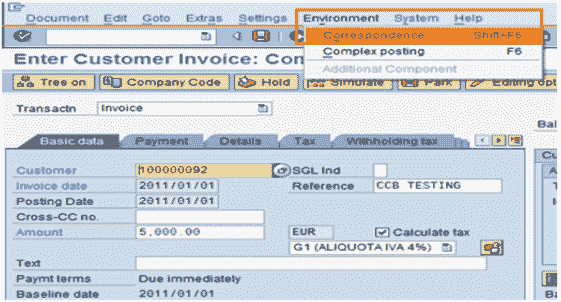 Document Edit Goto Extras Settings Environment System Help
Correspondence Shift+F6
Complex posting F6
Additional Component
Enter Customer Invoice: Com
Tree on Company Code Hold Simulate Park Editing opt
Transactn Invoice
Bal
Basic data Payment Details Tax Withholding tax
Customer 100000092 SGL Ind
Invoice date 2011/01/01 Reference CCB TESTING
Posting Date 2011/01/01
Cross-CC no.
Amount 5,000.00 EUR Calculate tax
G1 (ALIQUOTA IVA 4%)
Text
Paymt terms Due immediately
Baseline date 2011/01/01